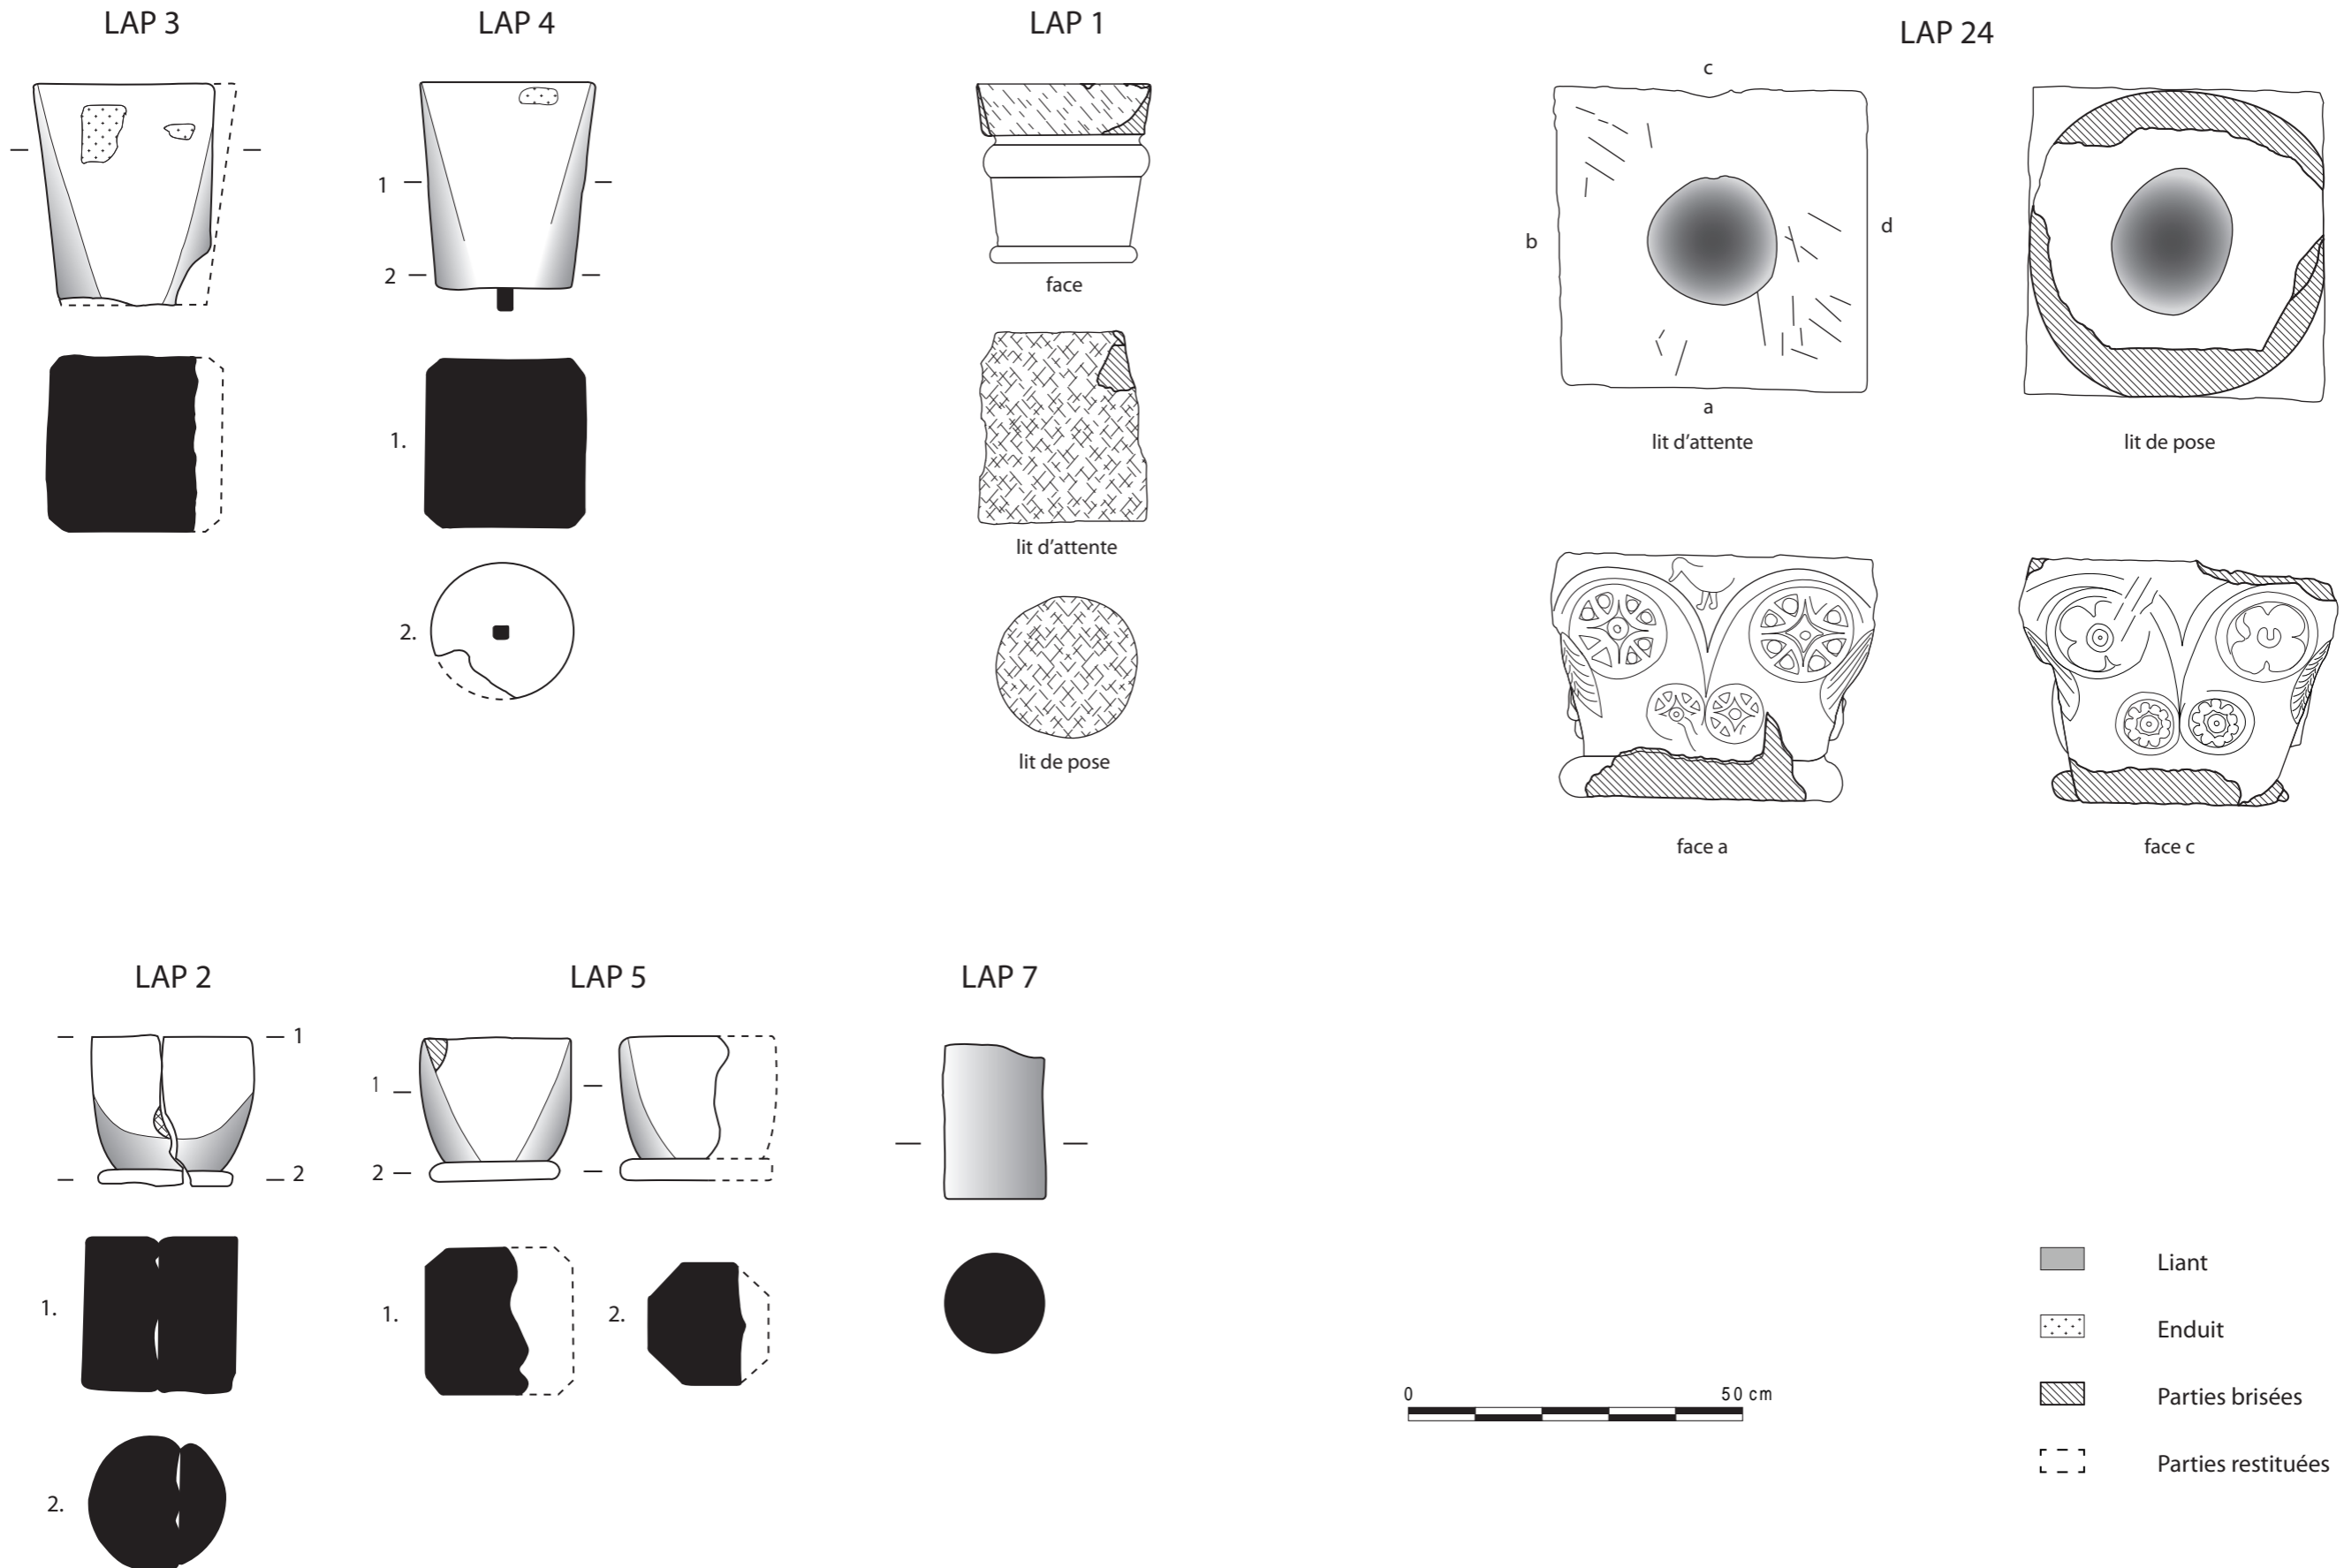 LAP 3
LAP 4
1
2
1.
2.
LAP 1
face
lit d'attente
lit de pose
LAP 24
c
b
d
a
lit d'attente
lit de pose
face a
face c
LAP 2
1
2
1.
2.
LAP 5
1
2
1.
2.
LAP 7
0 50 cm
Liant
Enduit
Parties brisées
Parties restituées